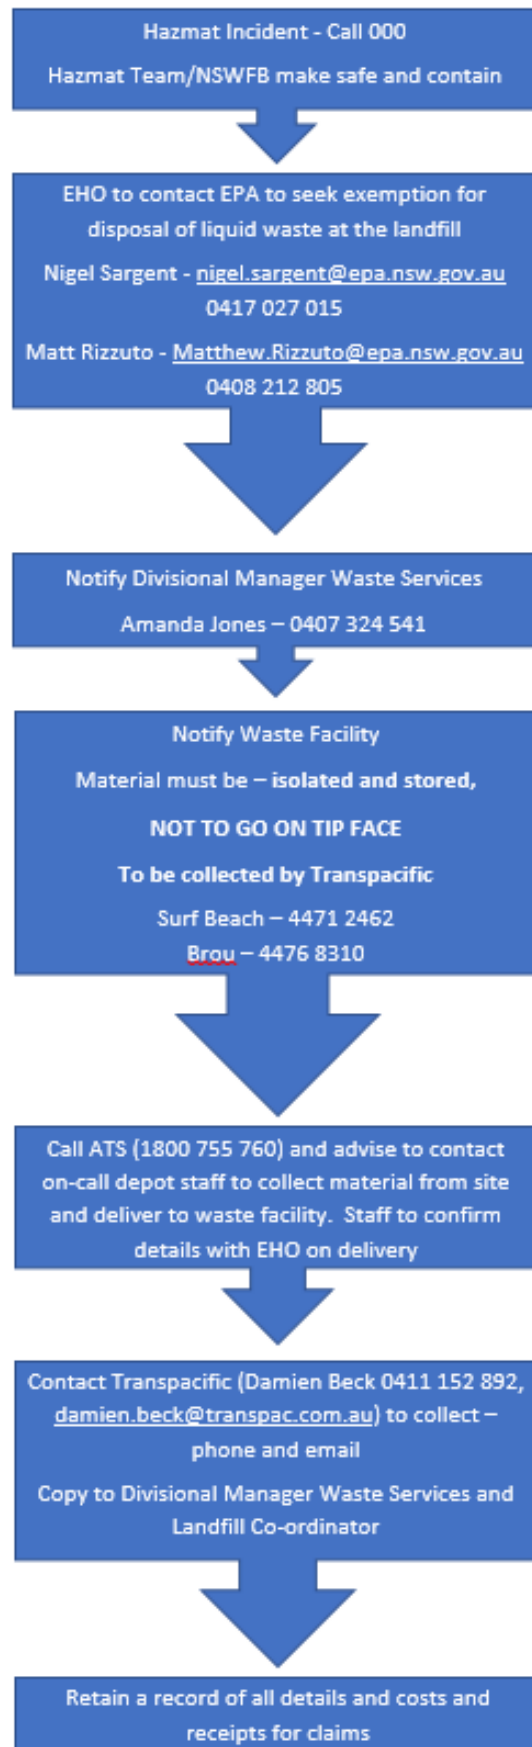 Hazmat Incident - Call 000
Hazmat Team/NSWFB make safe and contain
EHO to contact EPA to seek exemption for
disposal of liquid waste at the landfill
Nigel Sargent - nigel.sargent@epa.nsw.gov.au
0417 027 015
Matt Rizzuto - Matthew.Rizzuto@epa.nsw.gov.au
0408 212 805
Notify Divisional Manager Waste Services
Amanda Jones – 0407 324 541
Notify Waste Facility
Material must be – isolated and stored,
NOT TO GO ON TIP FACE
To be collected by Transpacific
Surf Beach – 4471 2462
Brou – 4476 8310
Call ATS (1800 755 760) and advise to contact
on-call depot staff to collect material from site
and deliver to waste facility.  Staff to confirm
details with EHO on delivery
Contact Transpacific (Damien Beck 0411 152 892,
damien.beck@transpac.com.au) to collect –
phone and email
Copy to Divisional Manager Waste Services and
Landfill Co-ordinator
Retain a record of all details and costs and
receipts for claims